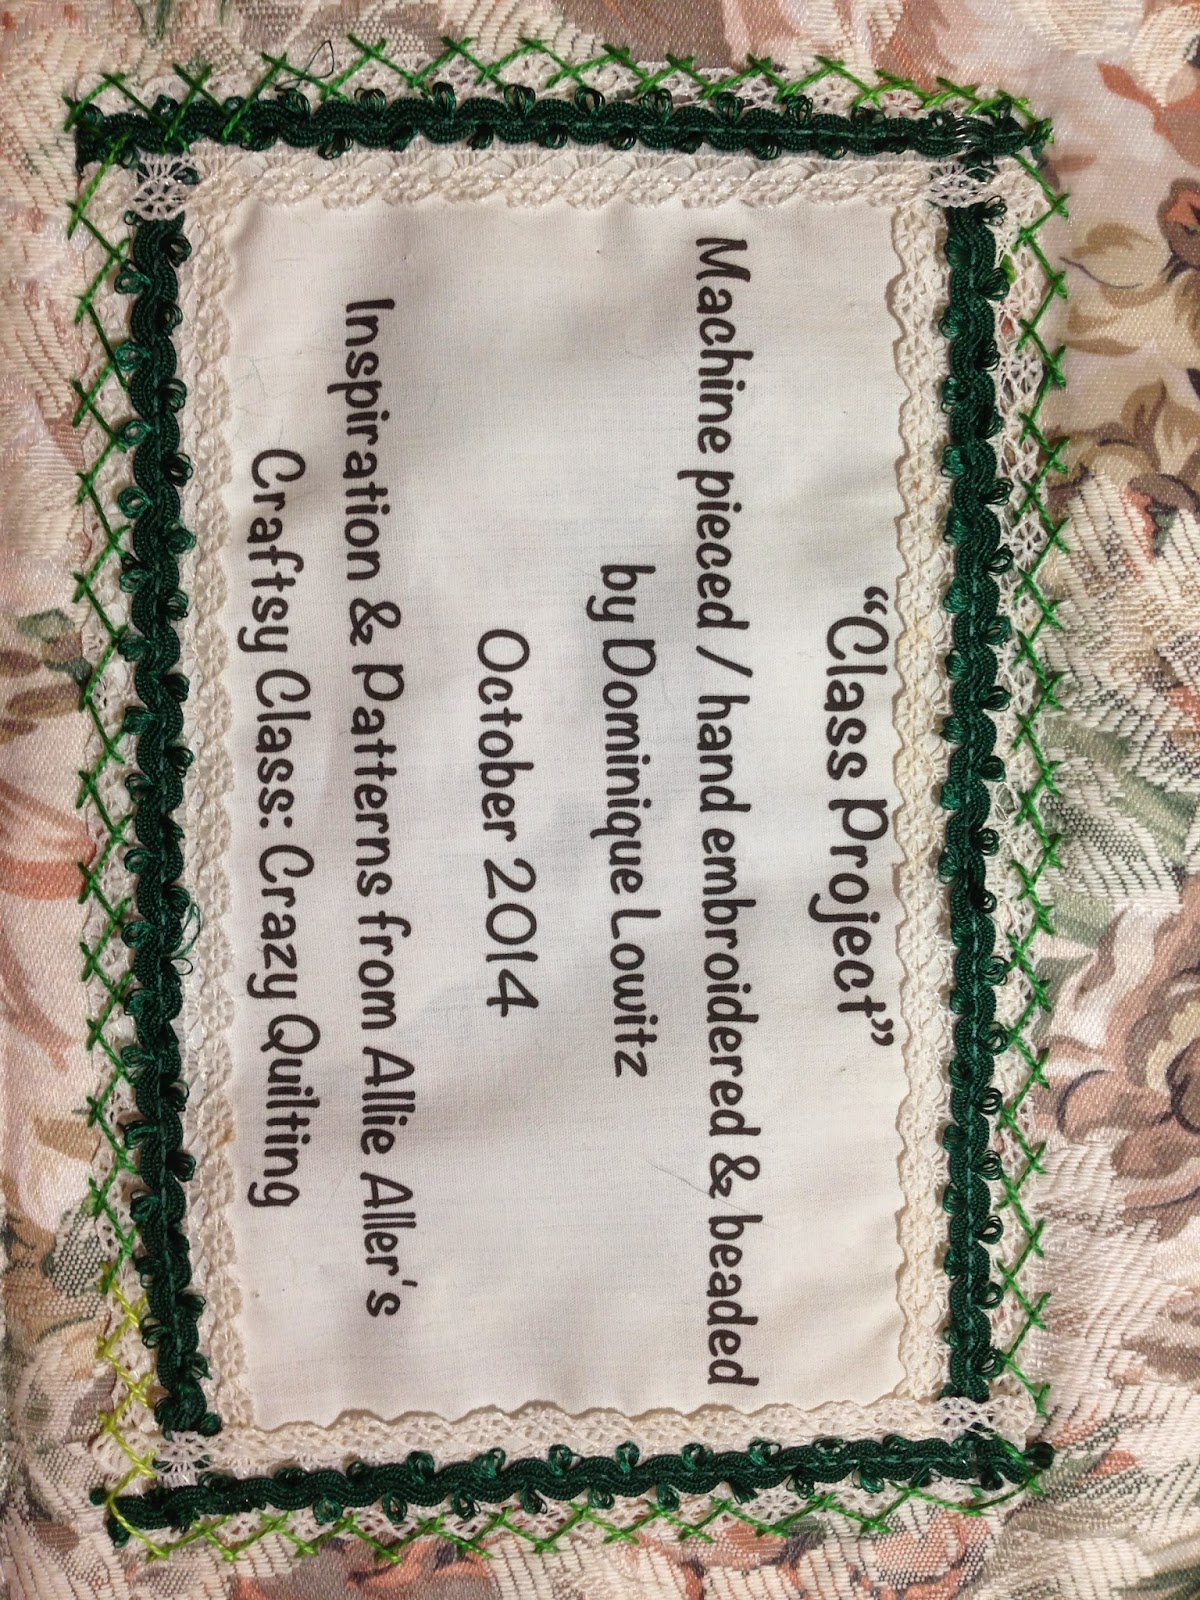 “Class Project”
Machine pieced / hand embroidered & beaded
by Dominique Lowitz
October 2014
Inspiration & Patterns from Allie Aller's
Craftsy Class: Crazy Quilting